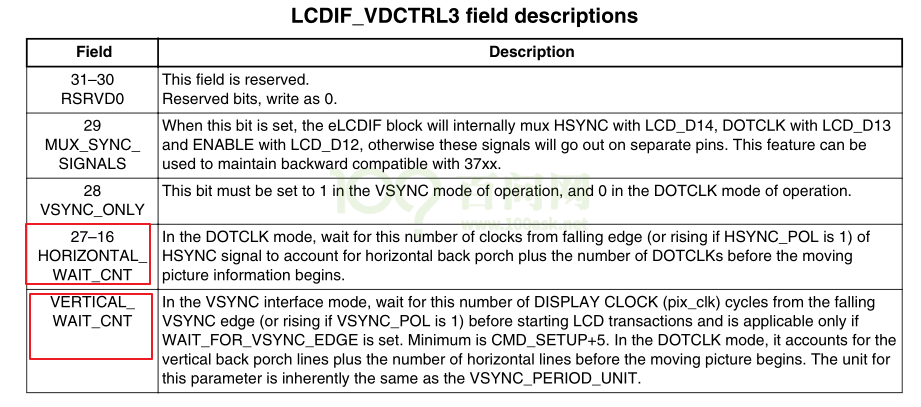 LCDIF_VDCTRL3 field descriptions
Field
Description
31–30
RSRVD0
This field is reserved.
Reserved bits, write as 0.
29
MUX_SYNC_
SIGNALS
When this bit is set, the eLCDIF block will internally mux HSYNC with LCD_D14, DOTCLK with LCD_D13
and ENABLE with LCD_D12, otherwise these signals will go out on separate pins. This feature can be
used to maintain backward compatible with 37xx.
28
VSYNC_ONLY
This bit must be set to 1 in the VSYNC mode of operation, and 0 in the DOTCLK mode of operation.
100问网
www.100ask.net
27–16
HORIZONTAL_
WAIT_CNT
In the DOTCLK mode, wait for this number of clocks from falling edge (or rising if HSYNC_POL is 1) of
HSYNC signal to account for horizontal back porch plus the number of DOTCLKs before the moving
picture information begins.
VERTICAL_
WAIT_CNT
In the VSYNC interface mode, wait for this number of DISPLAY CLOCK (pix_clk) cycles from the falling
VSYNC edge (or rising if VSYNC_POL is 1) before starting LCD transactions and is applicable only if
WAIT_FOR_VSYNC_EDGE is set. Minimum is CMD_SETUP+5. In the DOTCLK mode, it accounts for the
vertical back porch lines plus the number of horizontal lines before the moving picture begins. The unit for
this parameter is inherently the same as the VSYNC_PERIOD_UNIT.